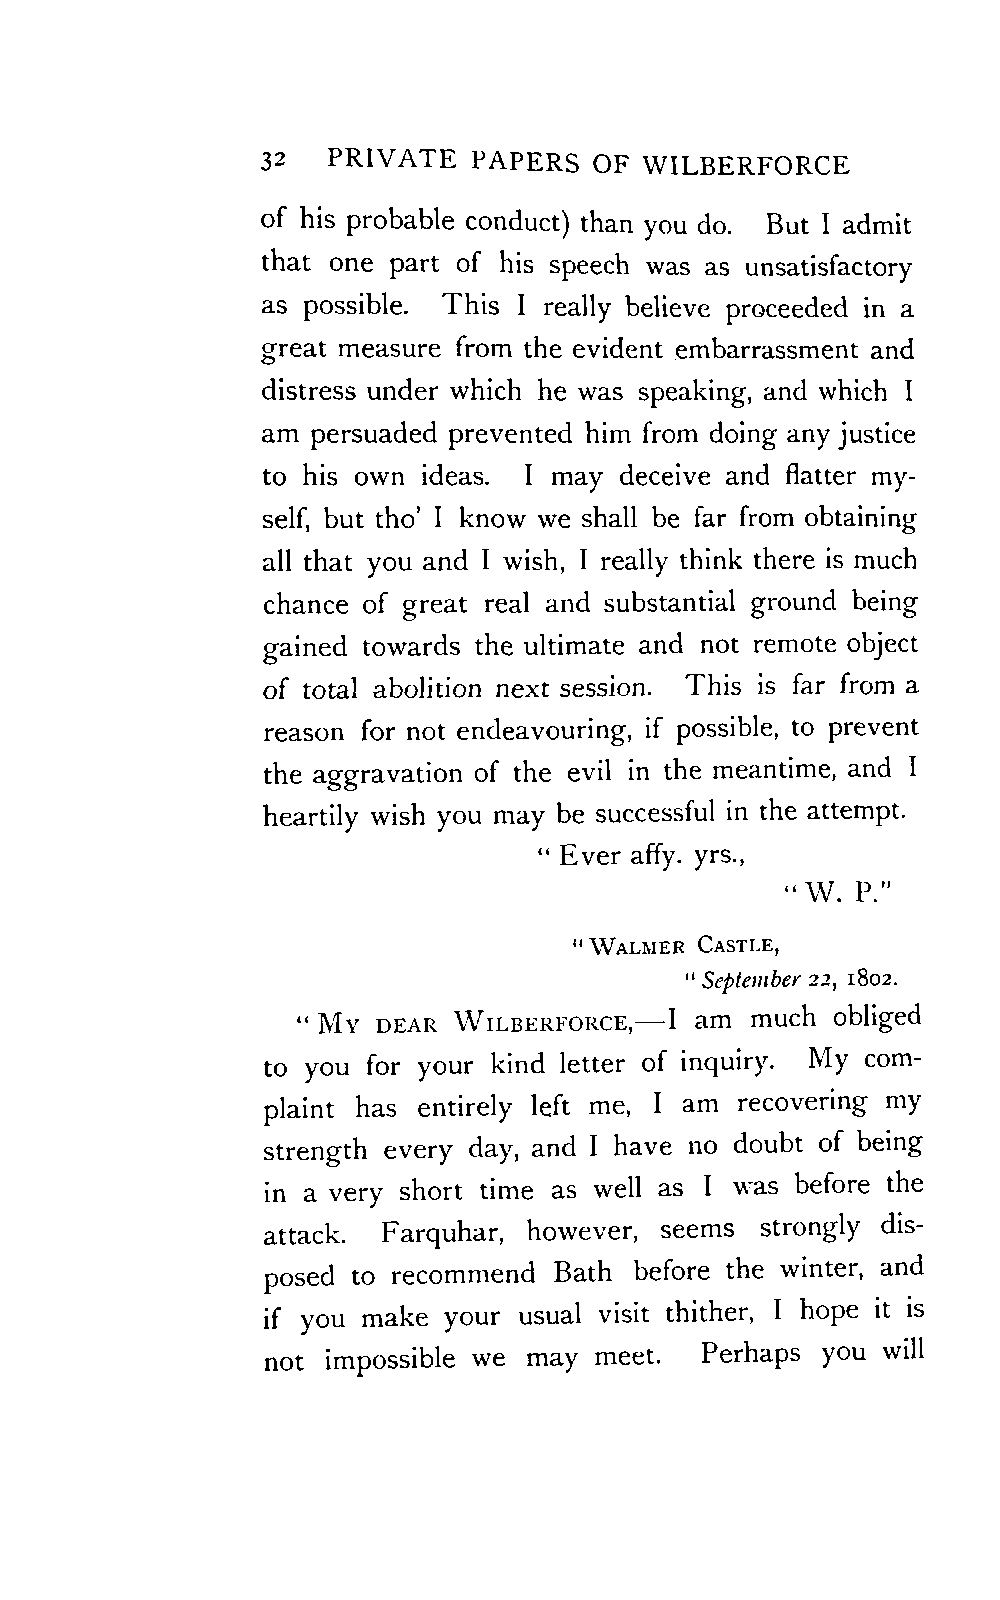 32 PRIVATE PAPERS OF WILBERFORCE
of his probable conduct) than you do. But I admit
that one part of his speech was as unsatisfactory
as possible. This I really believe proceeded in a
great measure from the evident embarrassment and
distress under which he was speaking, and which I
am persuaded prevented him from doing any justice
to his own ideas. I may deceive and flatter my-
self, but tho' I know we shall be far from obtaining
all that you and I wish, I really think there is much
chance of great real and substantial ground being
gained towards the ultimate and not remote object
of total abolition next session. This is far from a
reason for not endeavouring, if possible, to prevent
the aggravation of the evil in the meantime, and I
heartily wish you may be successful in the attempt.
"Ever affy. yrs.,
"W. P."
"WALMER CASTLE,
"September 22, 1802.
"MY DEAR WILBERFORCE,—I am much obliged
to you for your kind letter of inquiry. My com-
plaint has entirely left me, I am recovering my
strength every day, and I have no doubt of being
in a very short time as well as I was before the
attack. Farquhar, however, seems strongly dis-
posed to recommend Bath before the winter, and
if you make your usual visit thither, I hope it is
not impossible we may meet. Perhaps you will